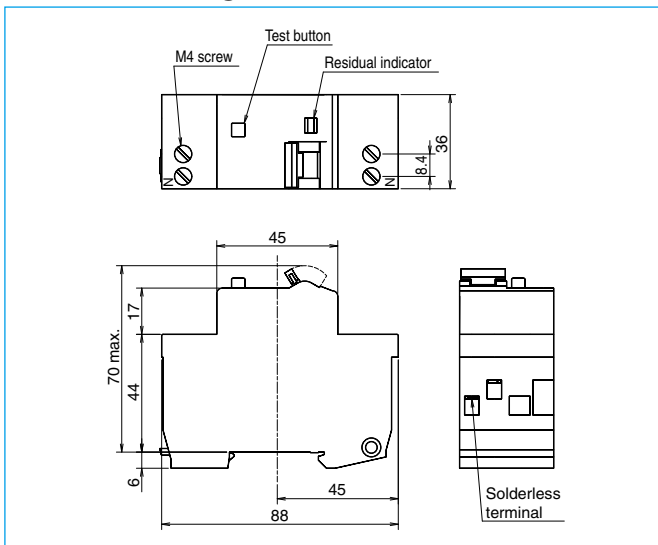 Test button
M4 screw
Residual indicator
36
8.4
N
N
45
17
70 max.
44
6
45
88
Solderless
terminal